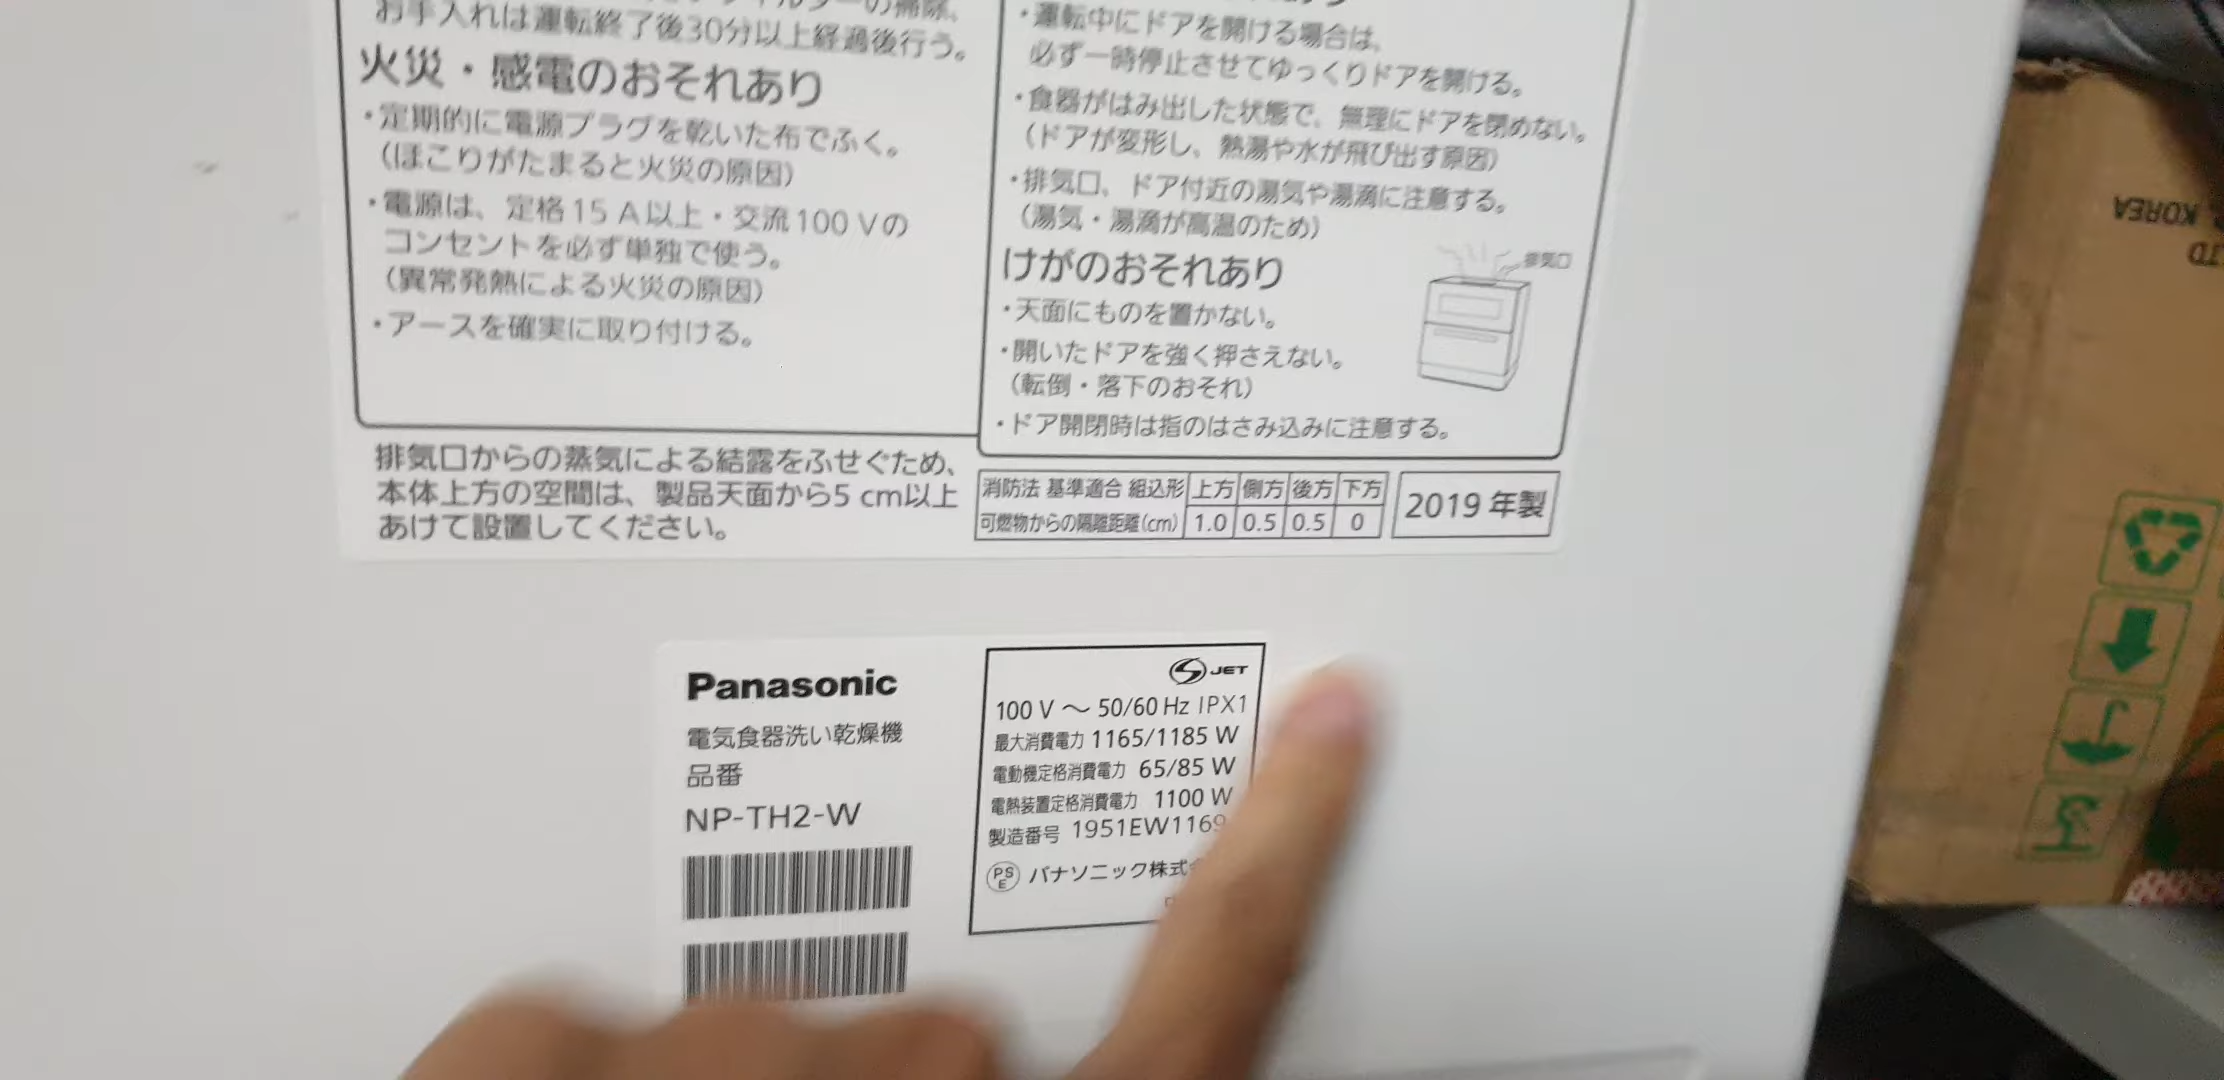 お手入れは運転終了後30分以上経過後行う。
火災・感電のおそれあり
・定期的に電源プラグを乾いた布でふく。
(ほこりがたまると火災の原因)
・電源は、定格15A以上・交流100Vの
コンセントを必ず単独で使う。
(異常発熱による火災の原因)
・アースを確実に取り付ける。
・運転中にドアを開ける場合は、
必ず一時停止させてゆっくりドアを開ける。
・食器がはみ出した状態で、無理にドアを閉めない。
(ドアが変形し、熱湯や水が飛び出す原因)
・排気口、ドア付近の湯気や湯滴に注意する。
(湯気・湯滴が高温のため)
けがのおそれあり
・天面にものを置かない。
・開いたドアを強く押さえない。
(転倒・落下のおそれ)
・ドア開閉時は指のはさみ込みに注意する。
排気口
排気口からの蒸気による結露をふせぐため、
本体上方の空間は、製品天面から5 cm以上
あけて設置してください。
消防法 基準適合 組込形 上方 側方 後方 下方
可燃物からの隔離距離(cm) 1.0 0.5 0.5 0
2019 年製
Panasonic
電気食器洗い乾燥機
品番
NP-TH2-W
JET
100 V ～ 50/60 Hz IPX1
最大消費電力 1165/1185 W
電動機定格消費電力 65/85 W
電熱装置定格消費電力 1100 W
製造番号 1951EW1169
PSE パナソニック株式
KOREA
LTD